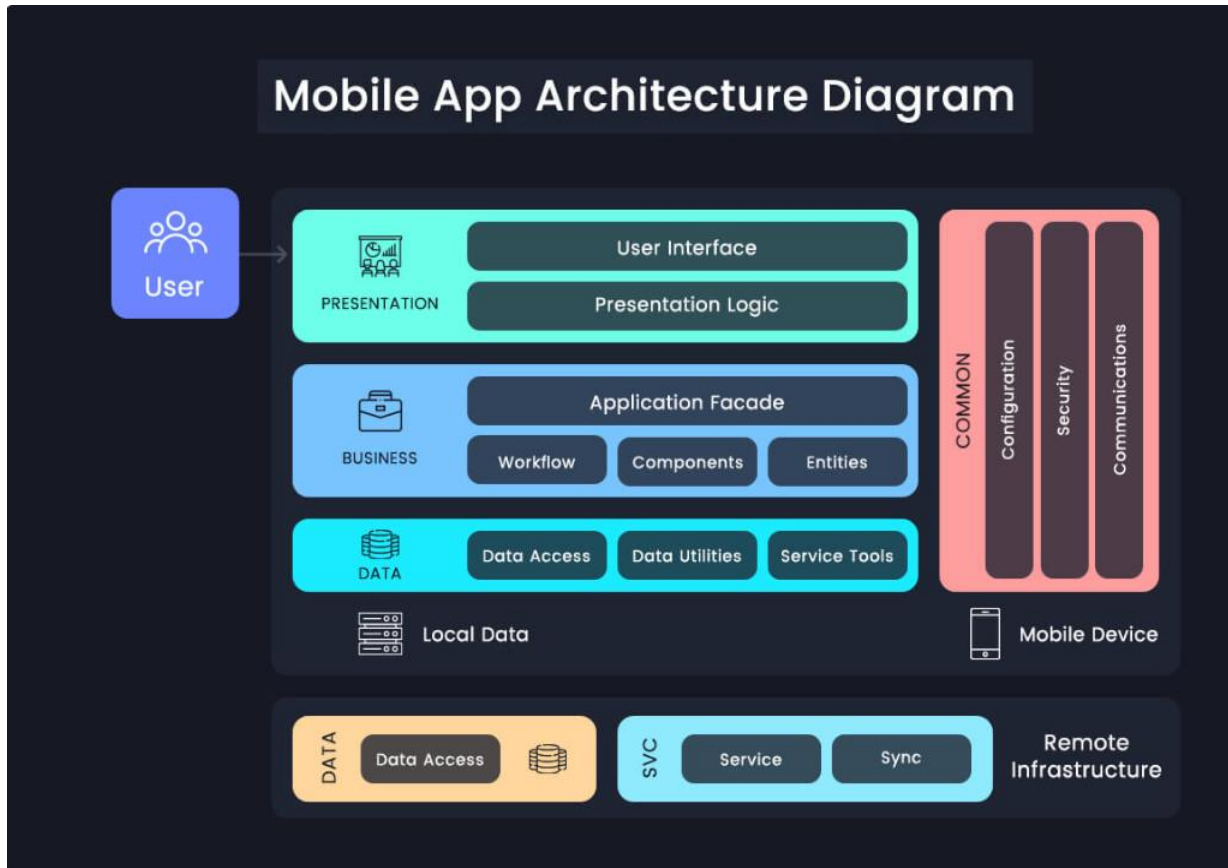 Mobile App Architecture Diagram
User
PRESENTATION
User Interface
Presentation Logic
BUSINESS
Application Facade
Workflow
Components
Entities
DATA
Data Access
Data Utilities
Service Tools
COMMON
Configuration
Security
Communications
Local Data
Mobile Device
DATA
Data Access
SVC
Service
Sync
Remote
Infrastructure